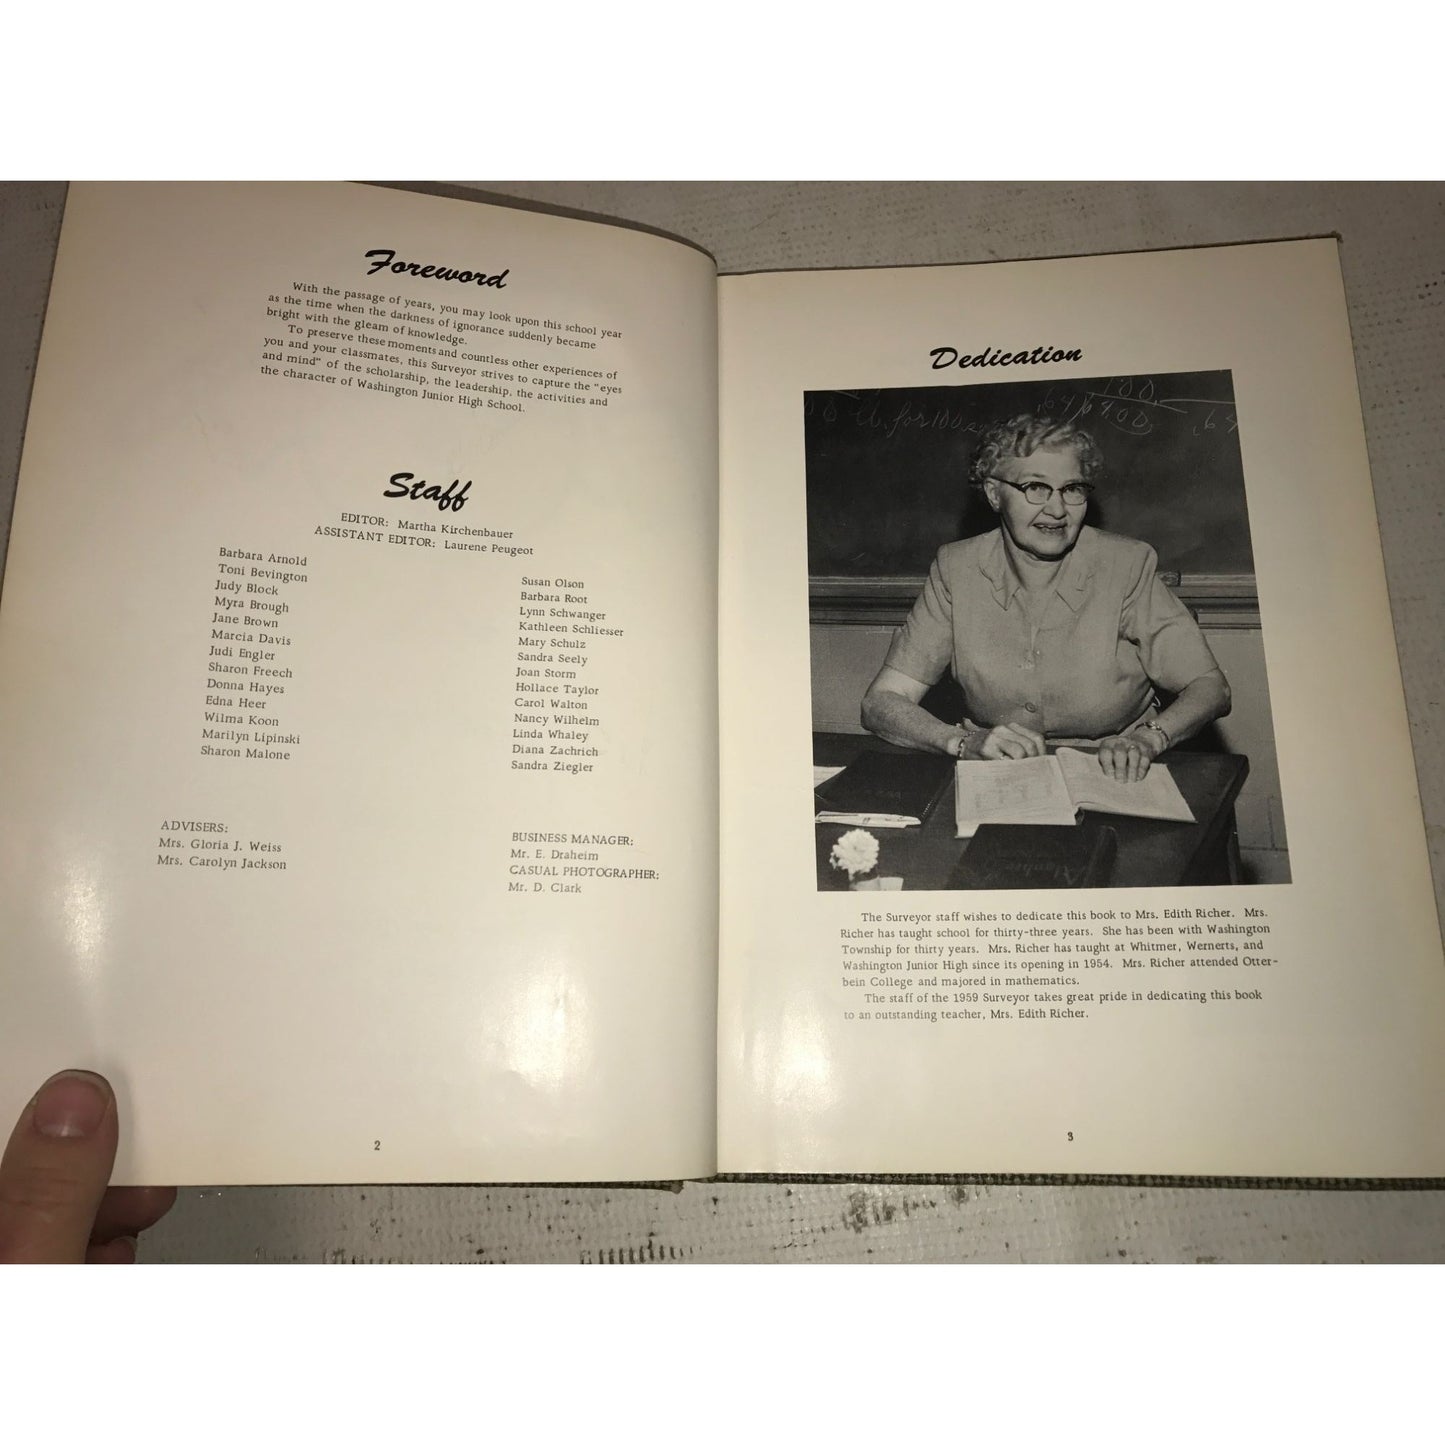 Foreword
With the passage of years, you may look upon this school year
as the time when the darkness of ignorance suddenly became
bright with the gleam of knowledge.
To preserve these moments and countless other experiences of
you and your classmates, this Surveyor strives to capture the "eyes
and mind" of the scholarship, the leadership, the activities and
the character of Washington Junior High School.
Staff
EDITOR: Martha Kirchenbauer
ASSISTANT EDITOR: Laurene Peugeot
Barbara Arnold
Toni Bevington
Judy Block
Myra Brough
Jane Brown
Marcia Davis
Judi Engler
Sharon Freech
Donna Hayes
Edna Heer
Wilma Koon
Marilyn Lipinski
Sharon Malone
Susan Olson
Barbara Root
Lynn Schwanger
Kathleen Schliesser
Mary Schulz
Sandra Seely
Joan Storm
Hollace Taylor
Carol Walton
Nancy Wilhelm
Linda Whaley
Diana Zachrich
Sandra Ziegler
ADVISERS:
Mrs. Gloria J. Weiss
Mrs. Carolyn Jackson
BUSINESS MANAGER:
Mr. E. Draheim
CASUAL PHOTOGRAPHER:
Mr. D. Clark
2
Dedication
1.00
.64/64.00
for 100
The Surveyor staff wishes to dedicate this book to Mrs. Edith Richer. Mrs.
Richer has taught school for thirty-three years. She has been with Washington
Township for thirty years. Mrs. Richer has taught at Whitmer, Wernerts, and
Washington Junior High since its opening in 1954. Mrs. Richer attended Otter-
bein College and majored in mathematics.
The staff of the 1959 Surveyor takes great pride in dedicating this book
to an outstanding teacher, Mrs. Edith Richer.
3